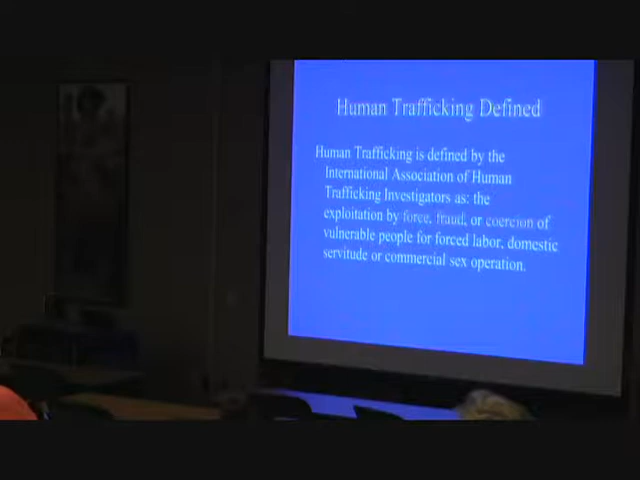 Human Trafficking Defined
Human Trafficking is defined by the
International Association of Human
Trafficking Investigators as: the
exploitation by force, fraud, or coercion of
vulnerable people for forced labor, domestic
servitude or commercial sex operation.